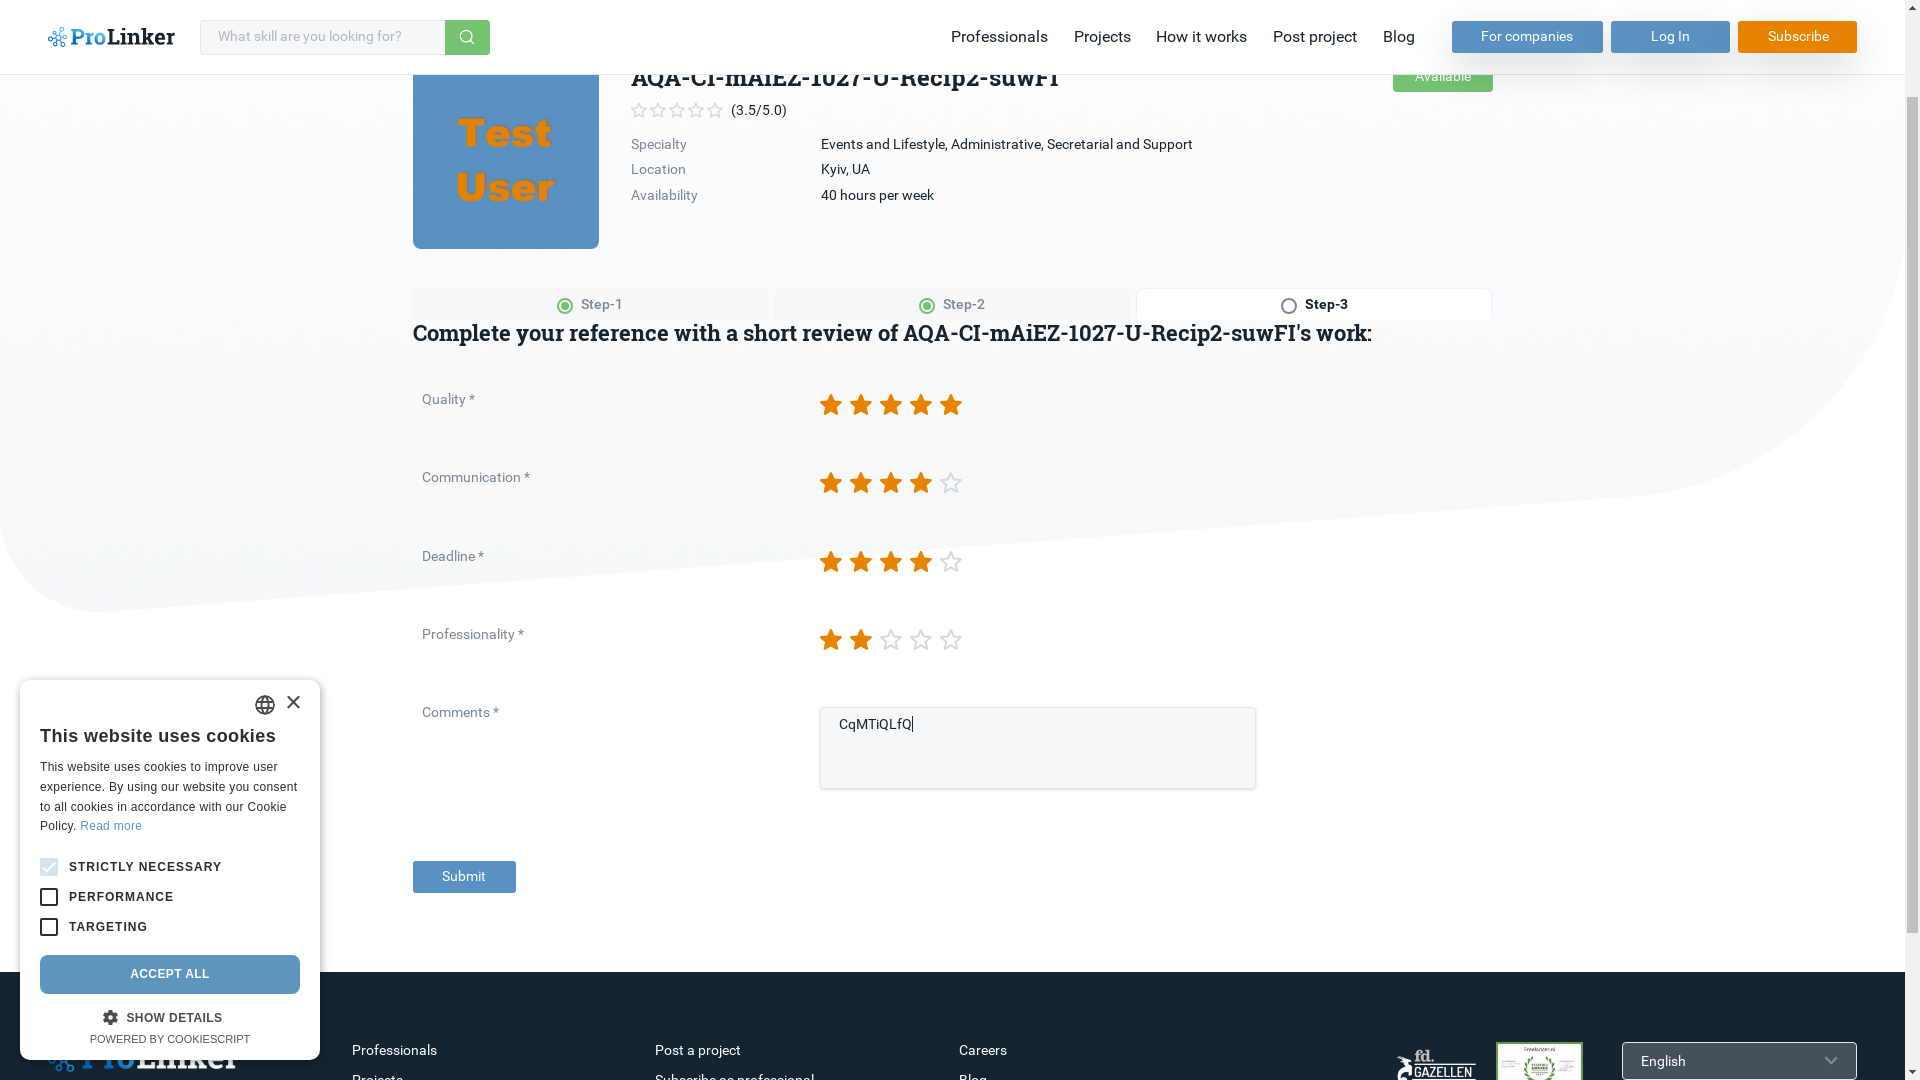 ProLinker
What skill are you looking for?
Professionals
Projects
How it works
Post project
Blog
For companies
Log In
Subscribe
AQA-CI-mAiEZ-1027-U-Recip2-suwFI
Available
Test
User
(3.5/5.0)
Specialty
Events and Lifestyle, Administrative, Secretarial and Support
Location
Kyiv, UA
Availability
40 hours per week
Step-1
Step-2
Step-3
Complete your reference with a short review of AQA-CI-mAiEZ-1027-U-Recip2-suwFI's work:
Quality *
Communication *
Deadline *
Professionality *
Comments *
CqMTiQLfQ
Submit
This website uses cookies
This website uses cookies to improve user
experience. By using our website you consent
to all cookies in accordance with our Cookie
Policy. Read more
STRICTLY NECESSARY
PERFORMANCE
TARGETING
ACCEPT ALL
SHOW DETAILS
POWERED BY COOKIESCRIPT
ProLinker
Professionals
Projects
Post a project
Subscribe as professional
Careers
Blog
fd.
GAZELLEN
Freelancer.nl
English